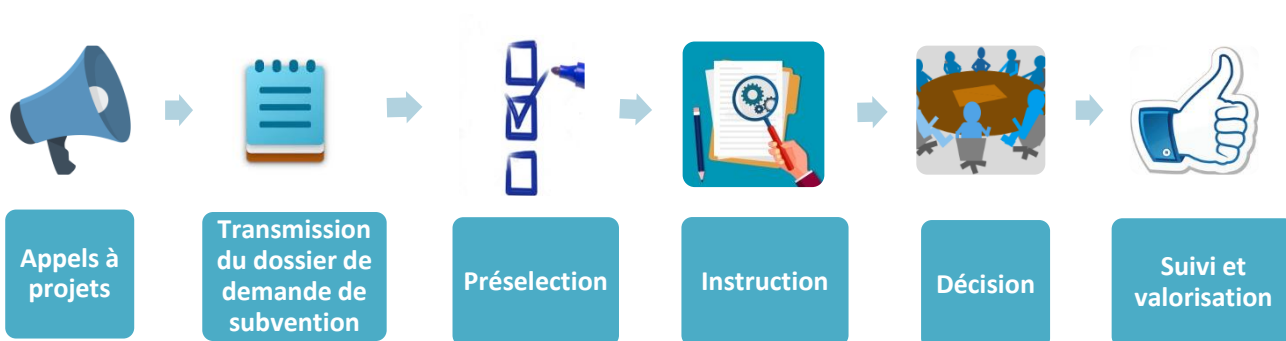 Appels à
projets
Transmission
du dossier de
demande de
subvention
Préselection
Instruction
Décision
Suivi et
valorisation